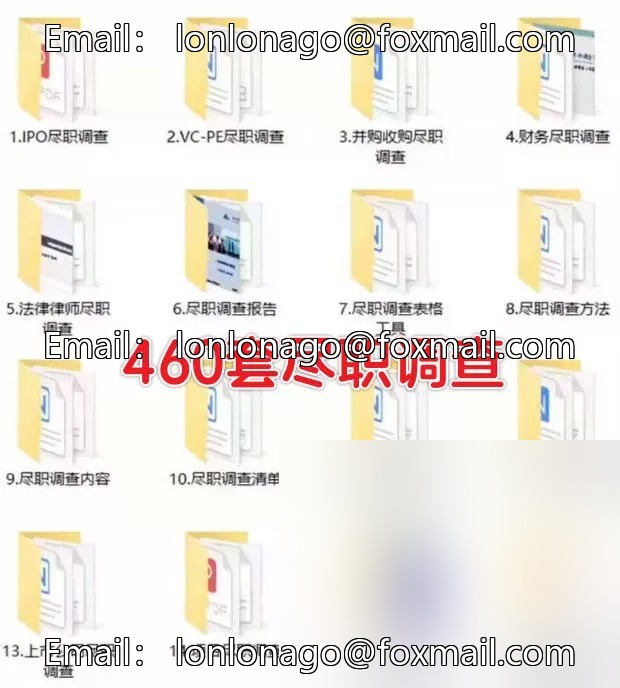 Email： lonlonago@foxmail.com
1.IPO尽职调查
2.VC-PE尽职调查
3.并购收购尽职
调查
4.财务尽职调查
5.法律律师尽职
调查
6.尽职调查报告
7.尽职调查表格
工具
8.尽职调查方法
Email： lonlonago@foxmail.com
460套尽职调查
9.尽职调查内容
10.尽职调查清单
13.上市
调查
Email： lonlonago@foxmail.com